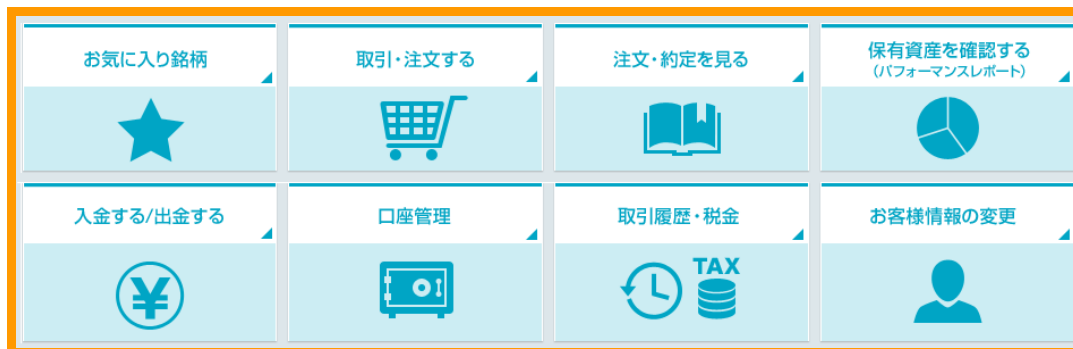 お気に入り銘柄
取引・注文する
注文・約定を見る
保有資産を確認する
(パフォーマンスレポート)
入金する/出金する
口座管理
取引履歴・税金
お客様情報の変更
¥
TAX